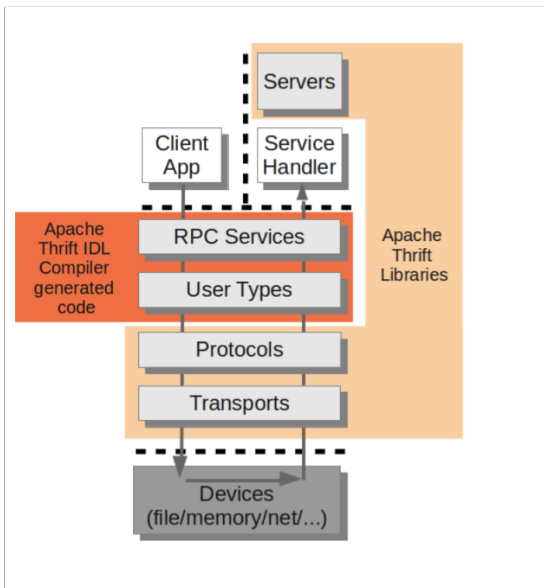 Servers
Client
App
Service
Handler
Apache
Thrift IDL
Compiler
generated
code
RPC Services
User Types
Apache
Thrift
Libraries
Protocols
Transports
Devices
(file/memory/net/...)